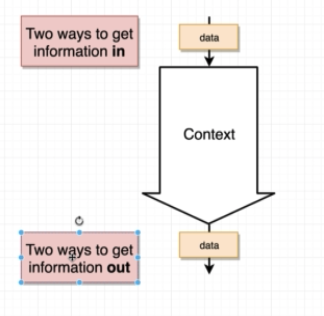 Two ways to get
information in
data
Context
Two ways to get
information out
data